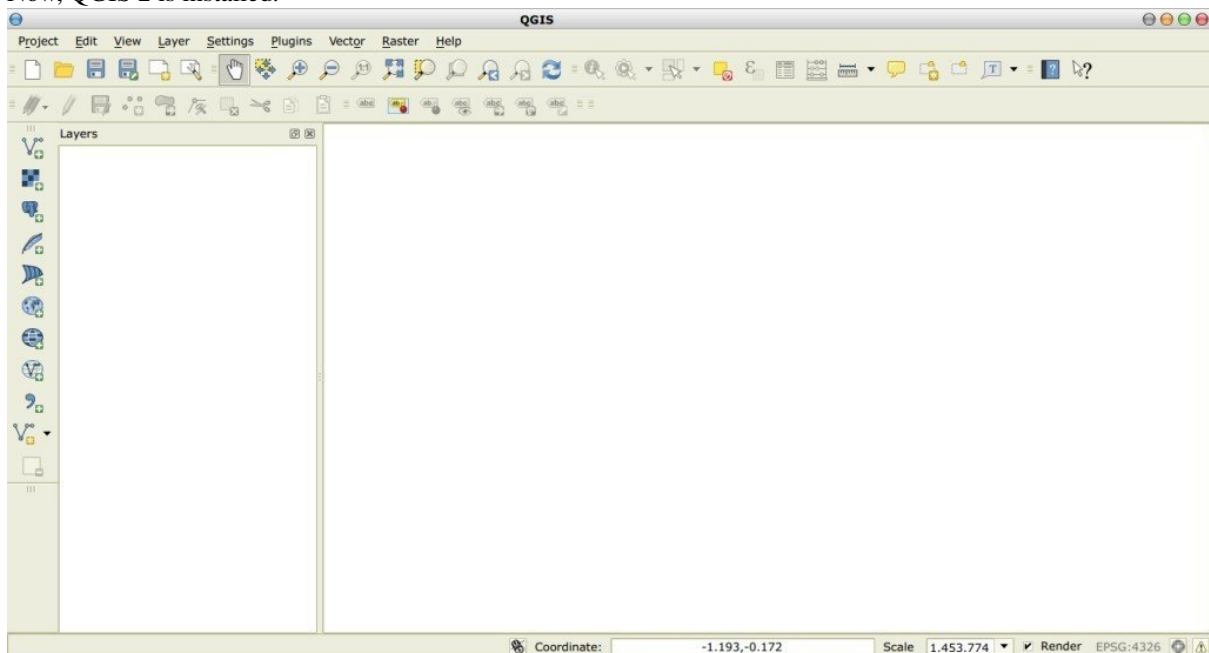 Now, QGIS 2 is installed.
QGIS
Project Edit View Layer Settings Plugins Vector Raster Help
Layers
Coordinate: -1.193,-0.172 Scale 1.453.774 Render EPSG:4326